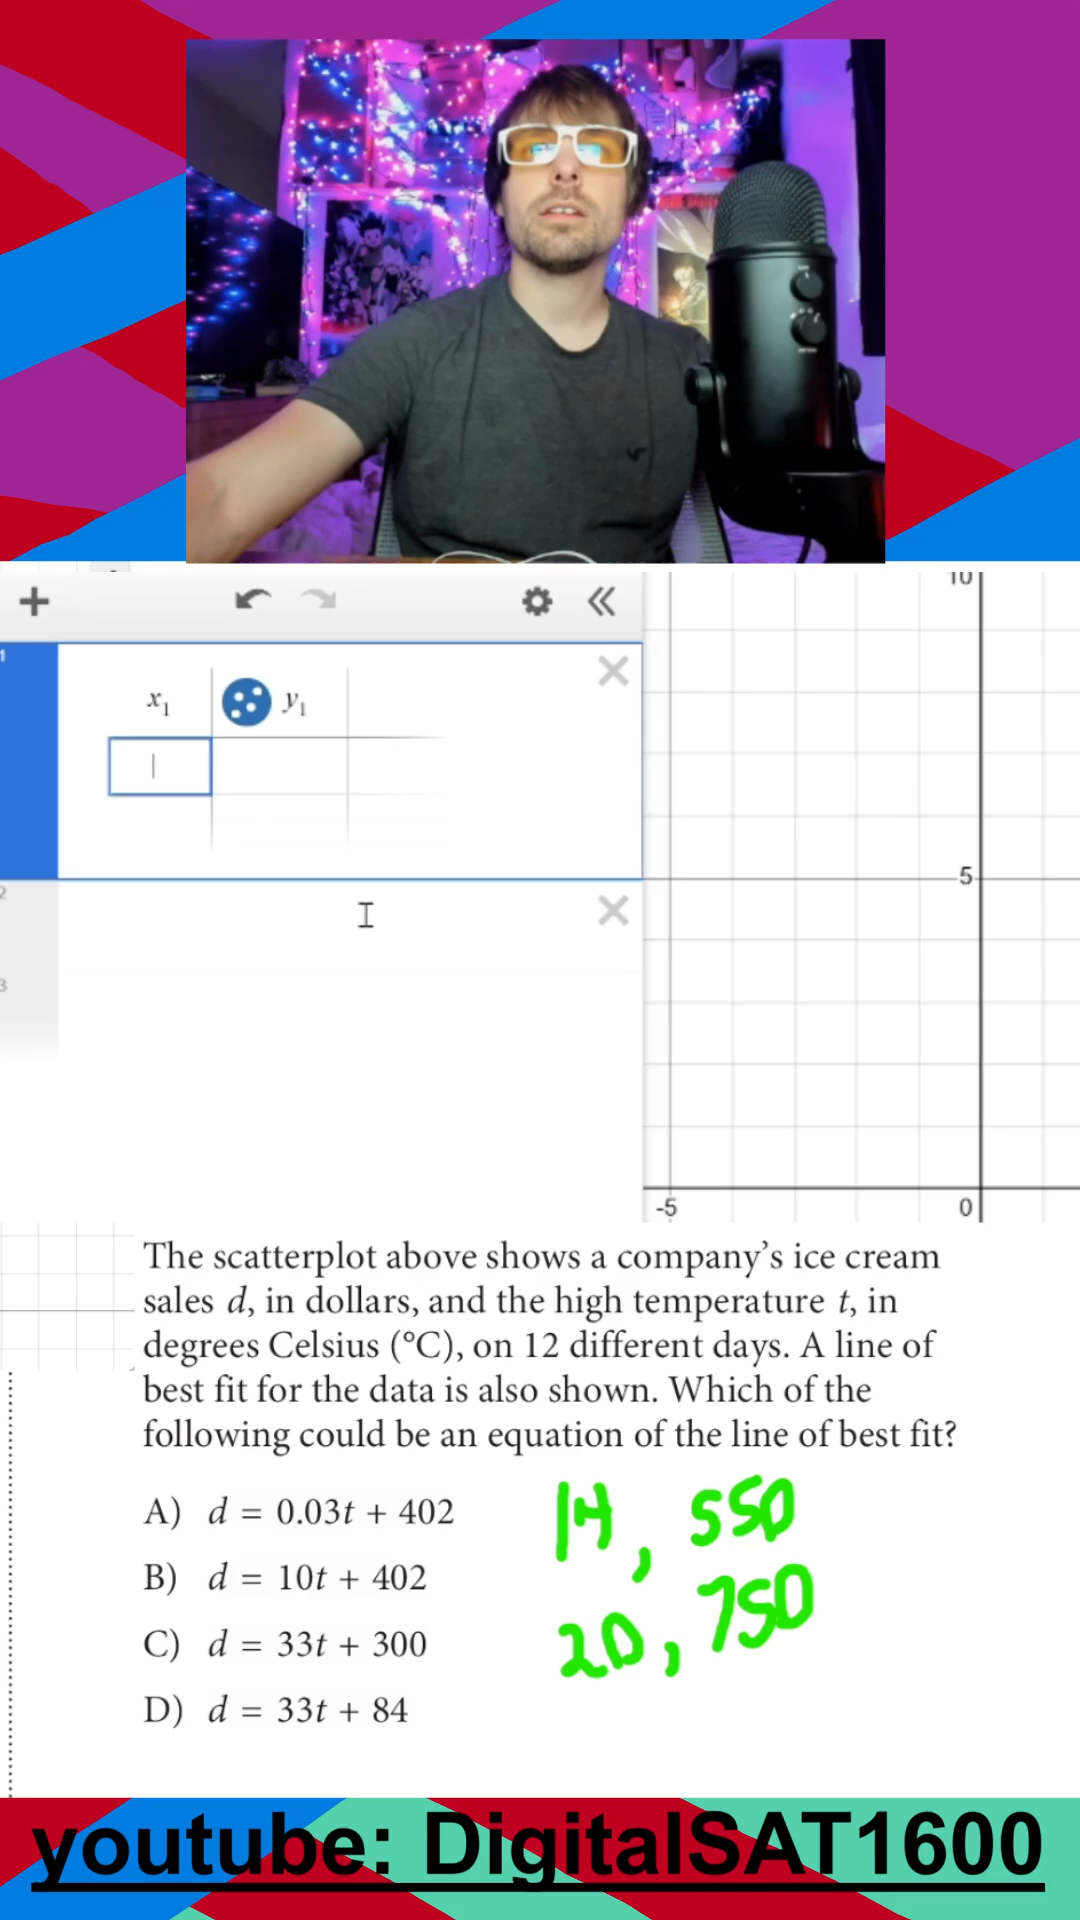 10
x₁ y₁
1
5
2
3
-5 0
The scatterplot above shows a company’s ice cream
sales d, in dollars, and the high temperature t, in
degrees Celsius (°C), on 12 different days. A line of
best fit for the data is also shown. Which of the
following could be an equation of the line of best fit?
A) d = 0.03t + 402
B) d = 10t + 402
C) d = 33t + 300
D) d = 33t + 84
14, 550
20, 750
youtube: DigitalSAT1600